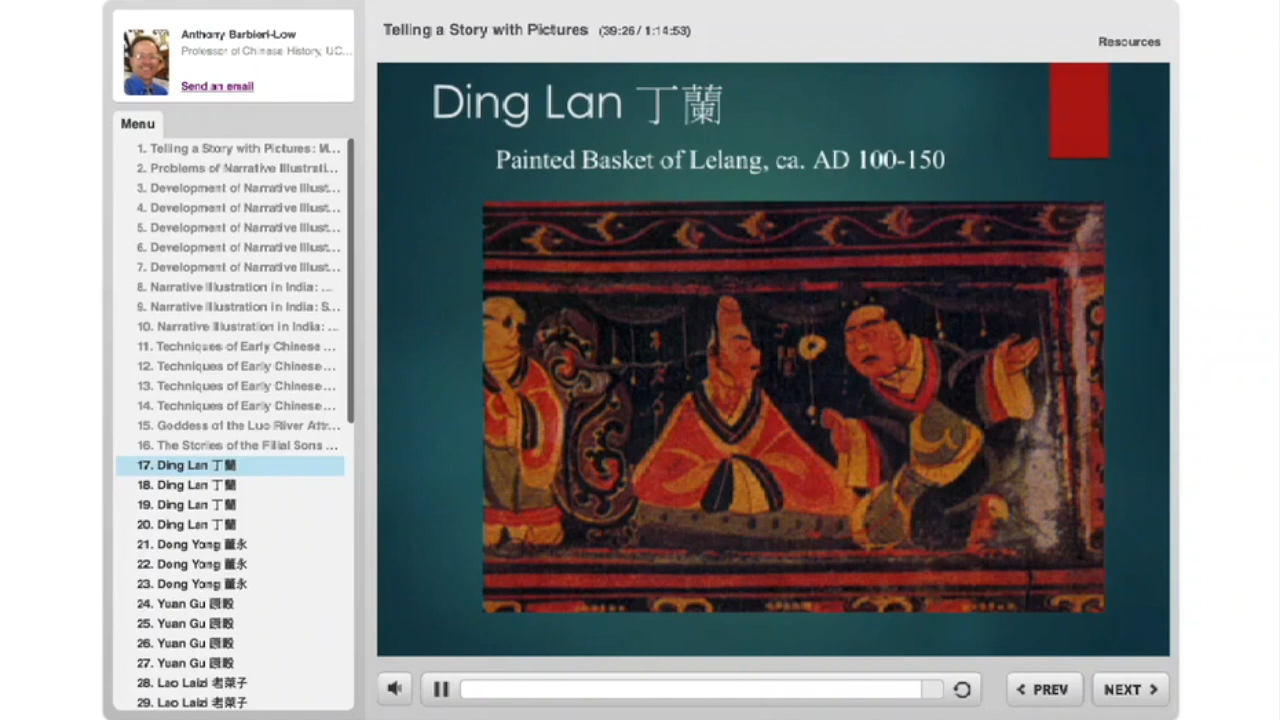 Anthony Barbieri-Low
Professor of Chinese History, UC...
Send an email
Menu
1. Telling a Story with Pictures: M...
2. Problems of Narrative Illustrati...
3. Development of Narrative Illust...
4. Development of Narrative Illust...
5. Development of Narrative Illust...
6. Development of Narrative Illust...
7. Development of Narrative Illust...
8. Narrative Illustration in India: ...
9. Narrative Illustration in India: S...
10. Narrative Illustration in India: ...
11. Techniques of Early Chinese ...
12. Techniques of Early Chinese...
13. Techniques of Early Chinese...
14. Techniques of Early Chinese...
15. Goddess of the Luo River Attr...
16. The Stories of the Filial Sons ...
17. Ding Lan 丁蘭
18. Ding Lan 丁蘭
19. Ding Lan 丁蘭
20. Ding Lan 丁蘭
21. Dong Yong 董永
22. Dong Yong 董永
23. Dong Yong 董永
24. Yuan Gu 原穀
25. Yuan Gu 原穀
26. Yuan Gu 原穀
27. Yuan Gu 原穀
28. Lao Laizi 老萊子
29. Lao Laizi 老萊子
Telling a Story with Pictures (39:26 / 1:14:53)
Resources
Ding Lan 丁蘭
Painted Basket of Lelang, ca. AD 100-150
PREV
NEXT